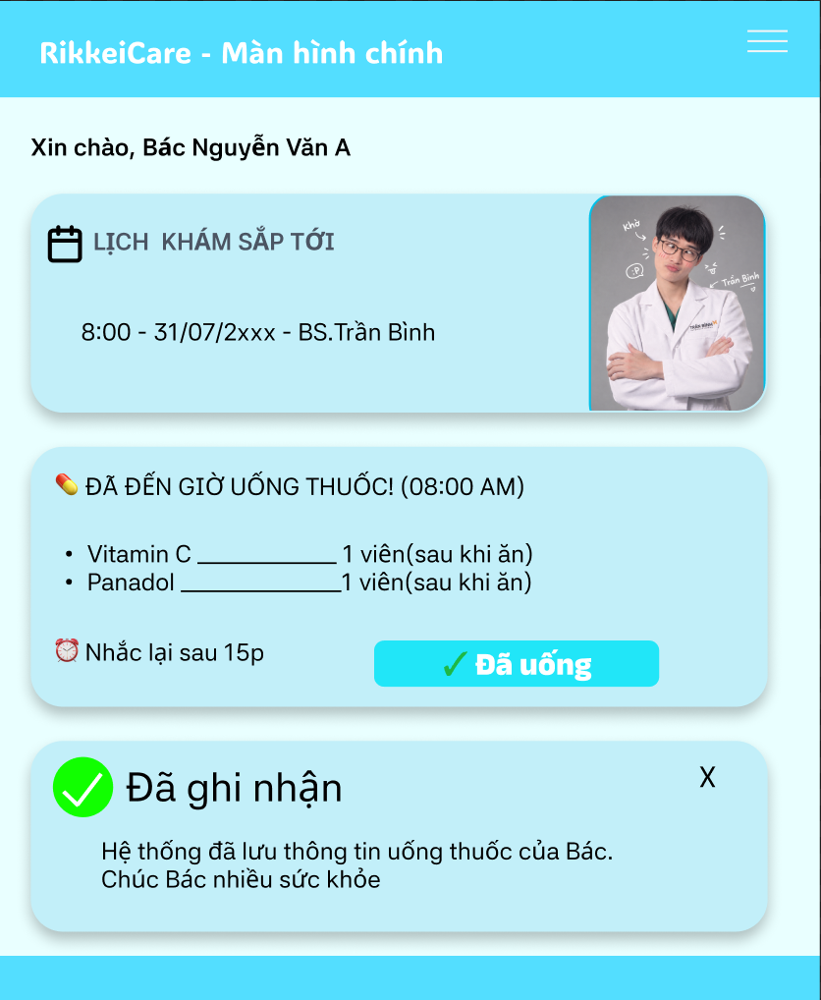 RikkeiCare - Màn hình chính
Xin chào, Bác Nguyễn Văn A
LỊCH KHÁM SẮP TỚI
Khờ
:P
Trần Bình
TRẦN BÌNH
8:00 - 31/07/2xxx - BS.Trần Bình
ĐÃ ĐẾN GIỜ UỐNG THUỐC! (08:00 AM)
• Vitamin C ____________ 1 viên(sau khi ăn)
• Panadol ______________1 viên(sau khi ăn)
Nhắc lại sau 15p
✓ Đã uống
Đã ghi nhận
X
Hệ thống đã lưu thông tin uống thuốc của Bác.
Chúc Bác nhiều sức khỏe